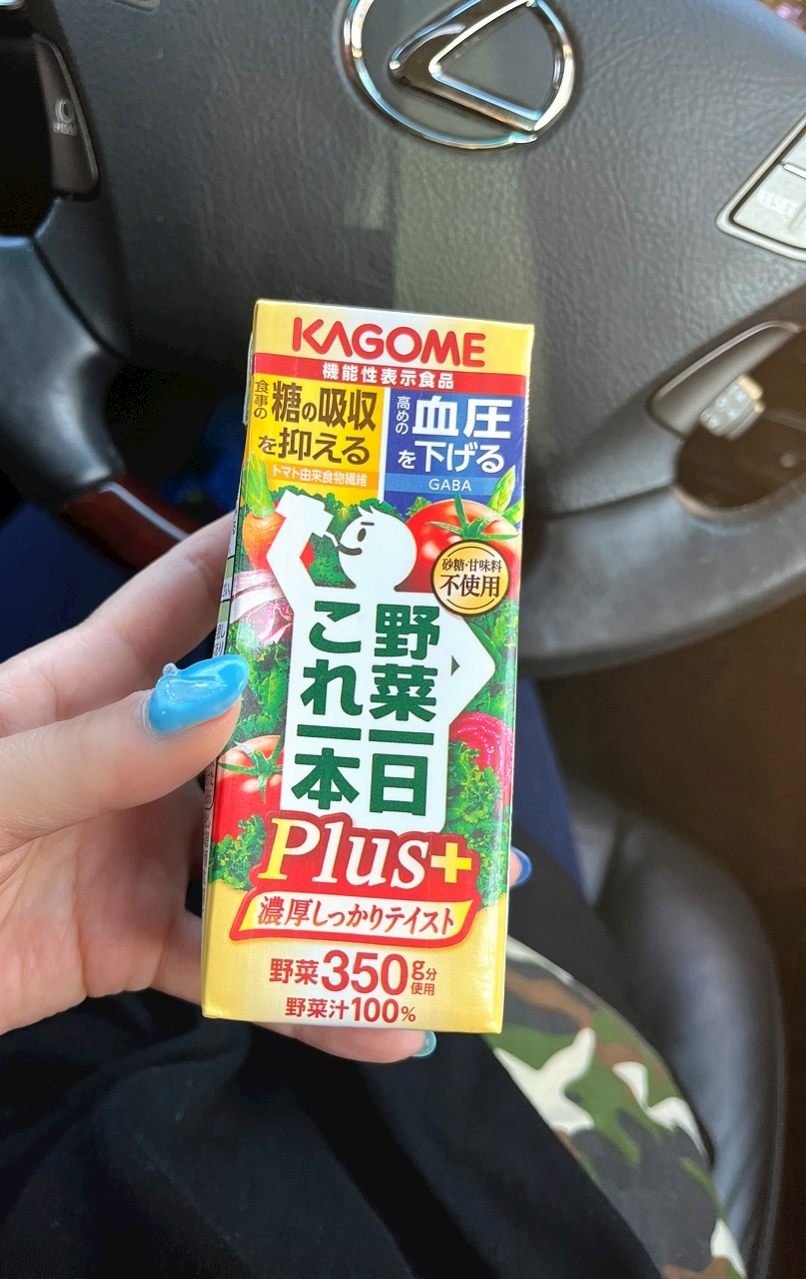 KAGOME
機能性表示食品
食事の糖の吸収
を抑える
トマト由来食物繊維
高めの血圧
を下げる
GABA
砂糖・甘味料
不使用
野菜一日
これ一本
Plus+
濃厚しっかりテイスト
野菜350g分
使用
野菜汁100%
RESET